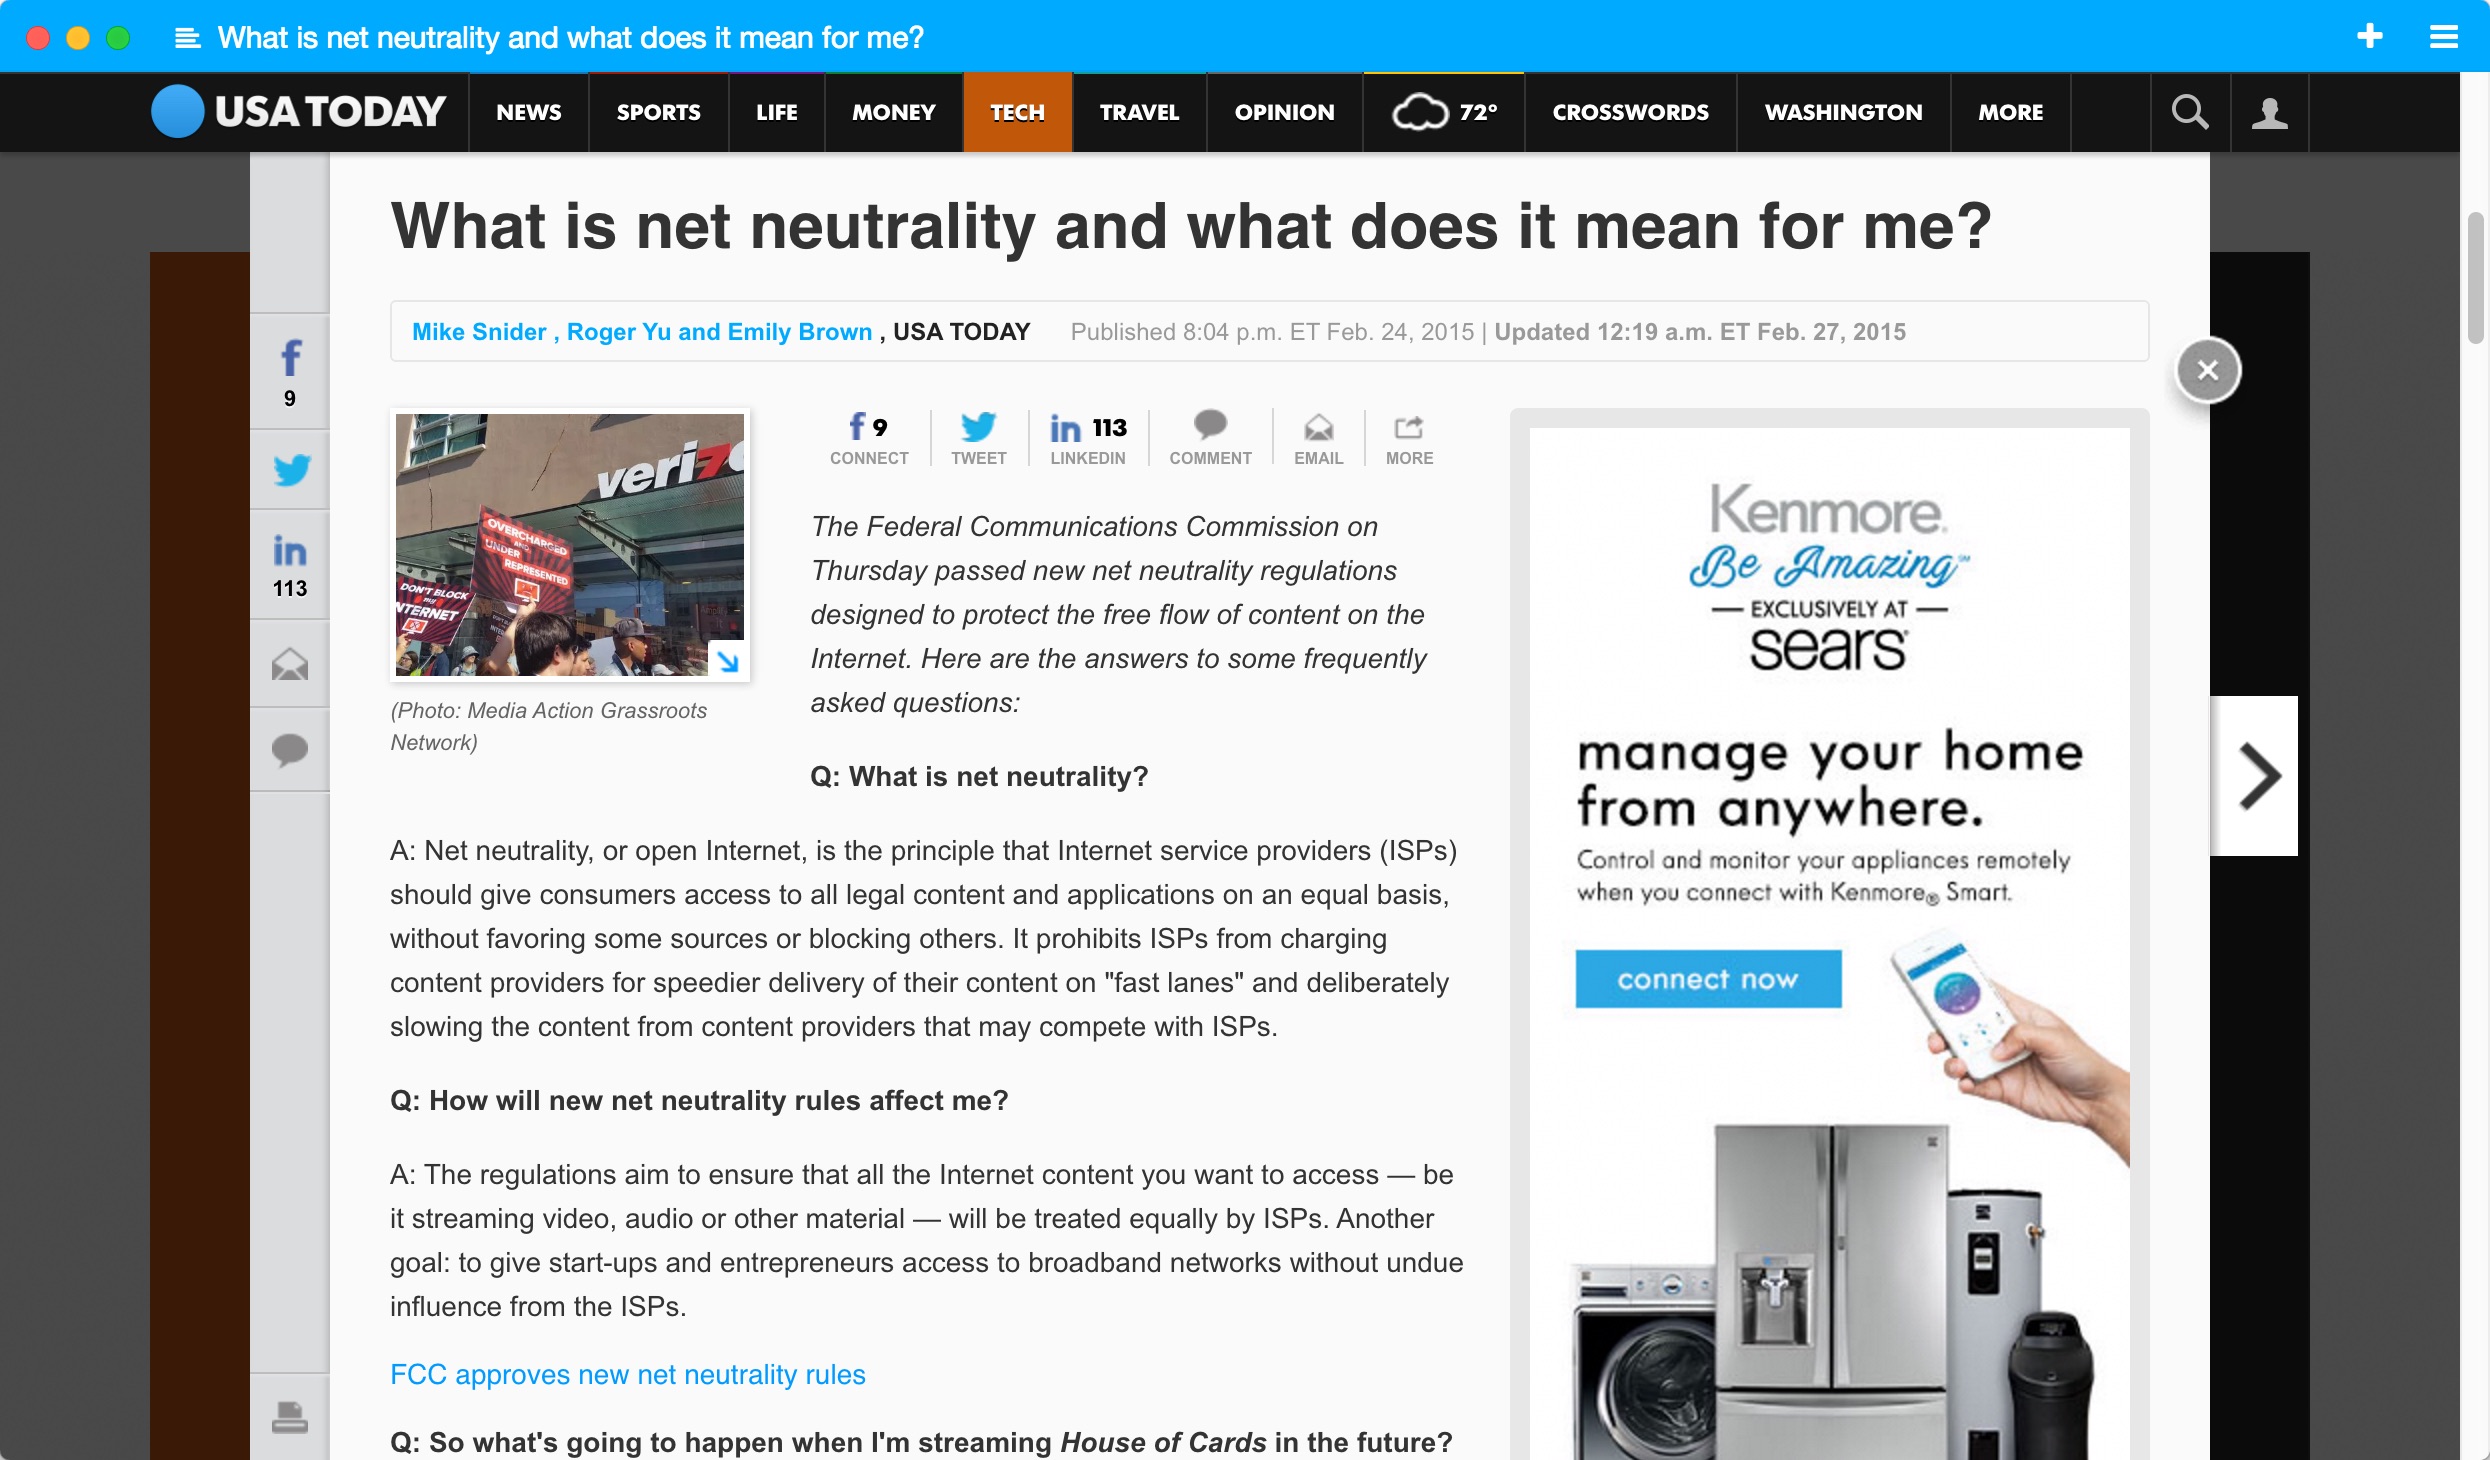 What is net neutrality and what does it mean for me?
USA TODAY
NEWS
SPORTS
LIFE
MONEY
TECH
TRAVEL
OPINION
72°
CROSSWORDS
WASHINGTON
MORE
What is net neutrality and what does it mean for me?
Mike Snider , Roger Yu and Emily Brown , USA TODAY Published 8:04 p.m. ET Feb. 24, 2015 | Updated 12:19 a.m. ET Feb. 27, 2015
f
9
in
113
veriz
OVERCHARGED
AND
UNDER
REPRESENTED
DON'T BLOCK
MY
INTERNET
(Photo: Media Action Grassroots
Network)
f 9
CONNECT
TWEET
in 113
LINKEDIN
COMMENT
EMAIL
MORE
The Federal Communications Commission on
Thursday passed new net neutrality regulations
designed to protect the free flow of content on the
Internet. Here are the answers to some frequently
asked questions:
Q: What is net neutrality?
A: Net neutrality, or open Internet, is the principle that Internet service providers (ISPs)
should give consumers access to all legal content and applications on an equal basis,
without favoring some sources or blocking others. It prohibits ISPs from charging
content providers for speedier delivery of their content on "fast lanes" and deliberately
slowing the content from content providers that may compete with ISPs.
Q: How will new net neutrality rules affect me?
A: The regulations aim to ensure that all the Internet content you want to access — be
it streaming video, audio or other material — will be treated equally by ISPs. Another
goal: to give start-ups and entrepreneurs access to broadband networks without undue
influence from the ISPs.
FCC approves new net neutrality rules
Q: So what's going to happen when I'm streaming House of Cards in the future?
Kenmore.
Be Amazing℠
— EXCLUSIVELY AT —
sears
manage your home
from anywhere.
Control and monitor your appliances remotely
when you connect with Kenmore® Smart.
connect now